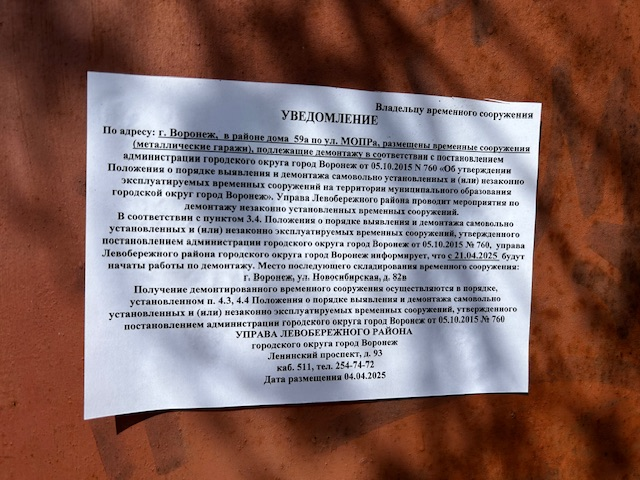 Владельцу временного сооружения
УВЕДОМЛЕНИЕ
По адресу: г. Воронеж, в районе дома 59а по ул. МОПРа, размещены временные сооружения
(металлические гаражи), подлежащие демонтажу в соответствии с постановлением
администрации городского округа город Воронеж от 05.10.2015 N 760 «Об утверждении
Положения о порядке выявления и демонтажа самовольно установленных и (или) незаконно
эксплуатируемых временных сооружений на территории муниципального образования
городской округ город Воронеж». Управа Левобережного района проводит мероприятия по
демонтажу незаконно установленных временных сооружений.
В соответствии с пунктом 3.4. Положения о порядке выявления и демонтажа самовольно
установленных и (или) незаконно эксплуатируемых временных сооружений, утвержденного
постановлением администрации городского округа город Воронеж от 05.10.2015 № 760, управа
Левобережного района городского округа город Воронеж информирует, что с 21.04.2025 будут
начаты работы по демонтажу. Место последующего складирования временного сооружения:
г. Воронеж, ул. Новосибирская, д. 82в
Получение демонтированного временного сооружения осуществляются в порядке,
установленном п. 4.3, 4.4 Положения о порядке выявления и демонтажа самовольно
установленных и (или) незаконно эксплуатируемых временных сооружений, утвержденного
постановлением администрации городского округа город Воронеж от 05.10.2015 № 760
УПРАВА ЛЕВОБЕРЕЖНОГО РАЙОНА
городского округа город Воронеж
Ленинский проспект, д. 93
каб. 511, тел. 254-74-72
Дата размещения 04.04.2025